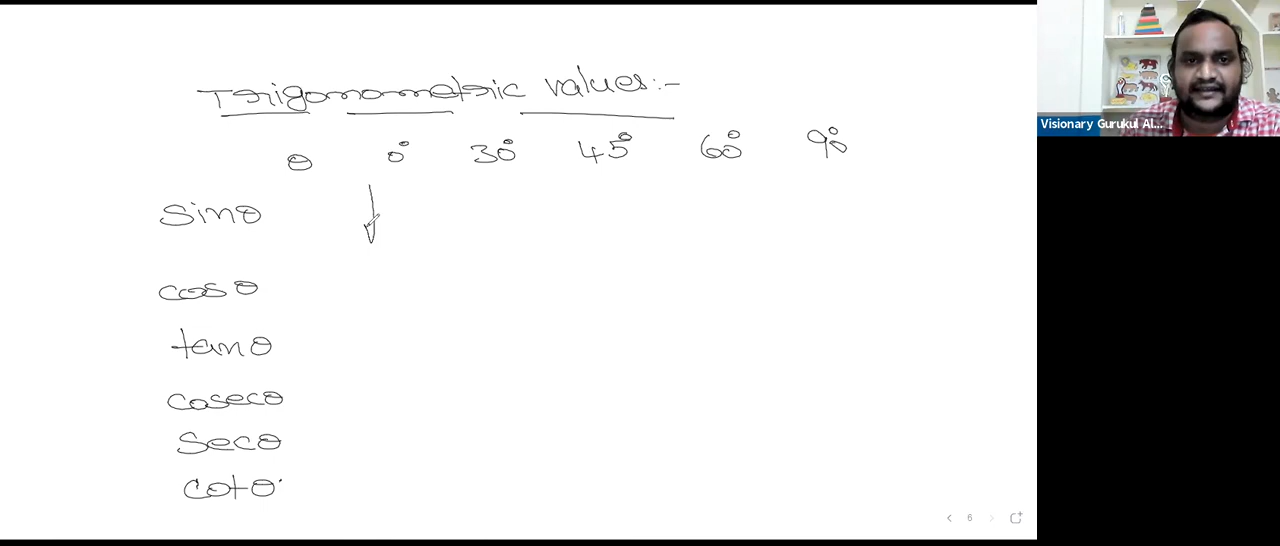 Trigonometric values:-
θ 0° 30° 45° 60° 90°
sinθ
cosθ
tanθ
cosecθ
secθ
cotθ
Visionary Gurukul Al...
6